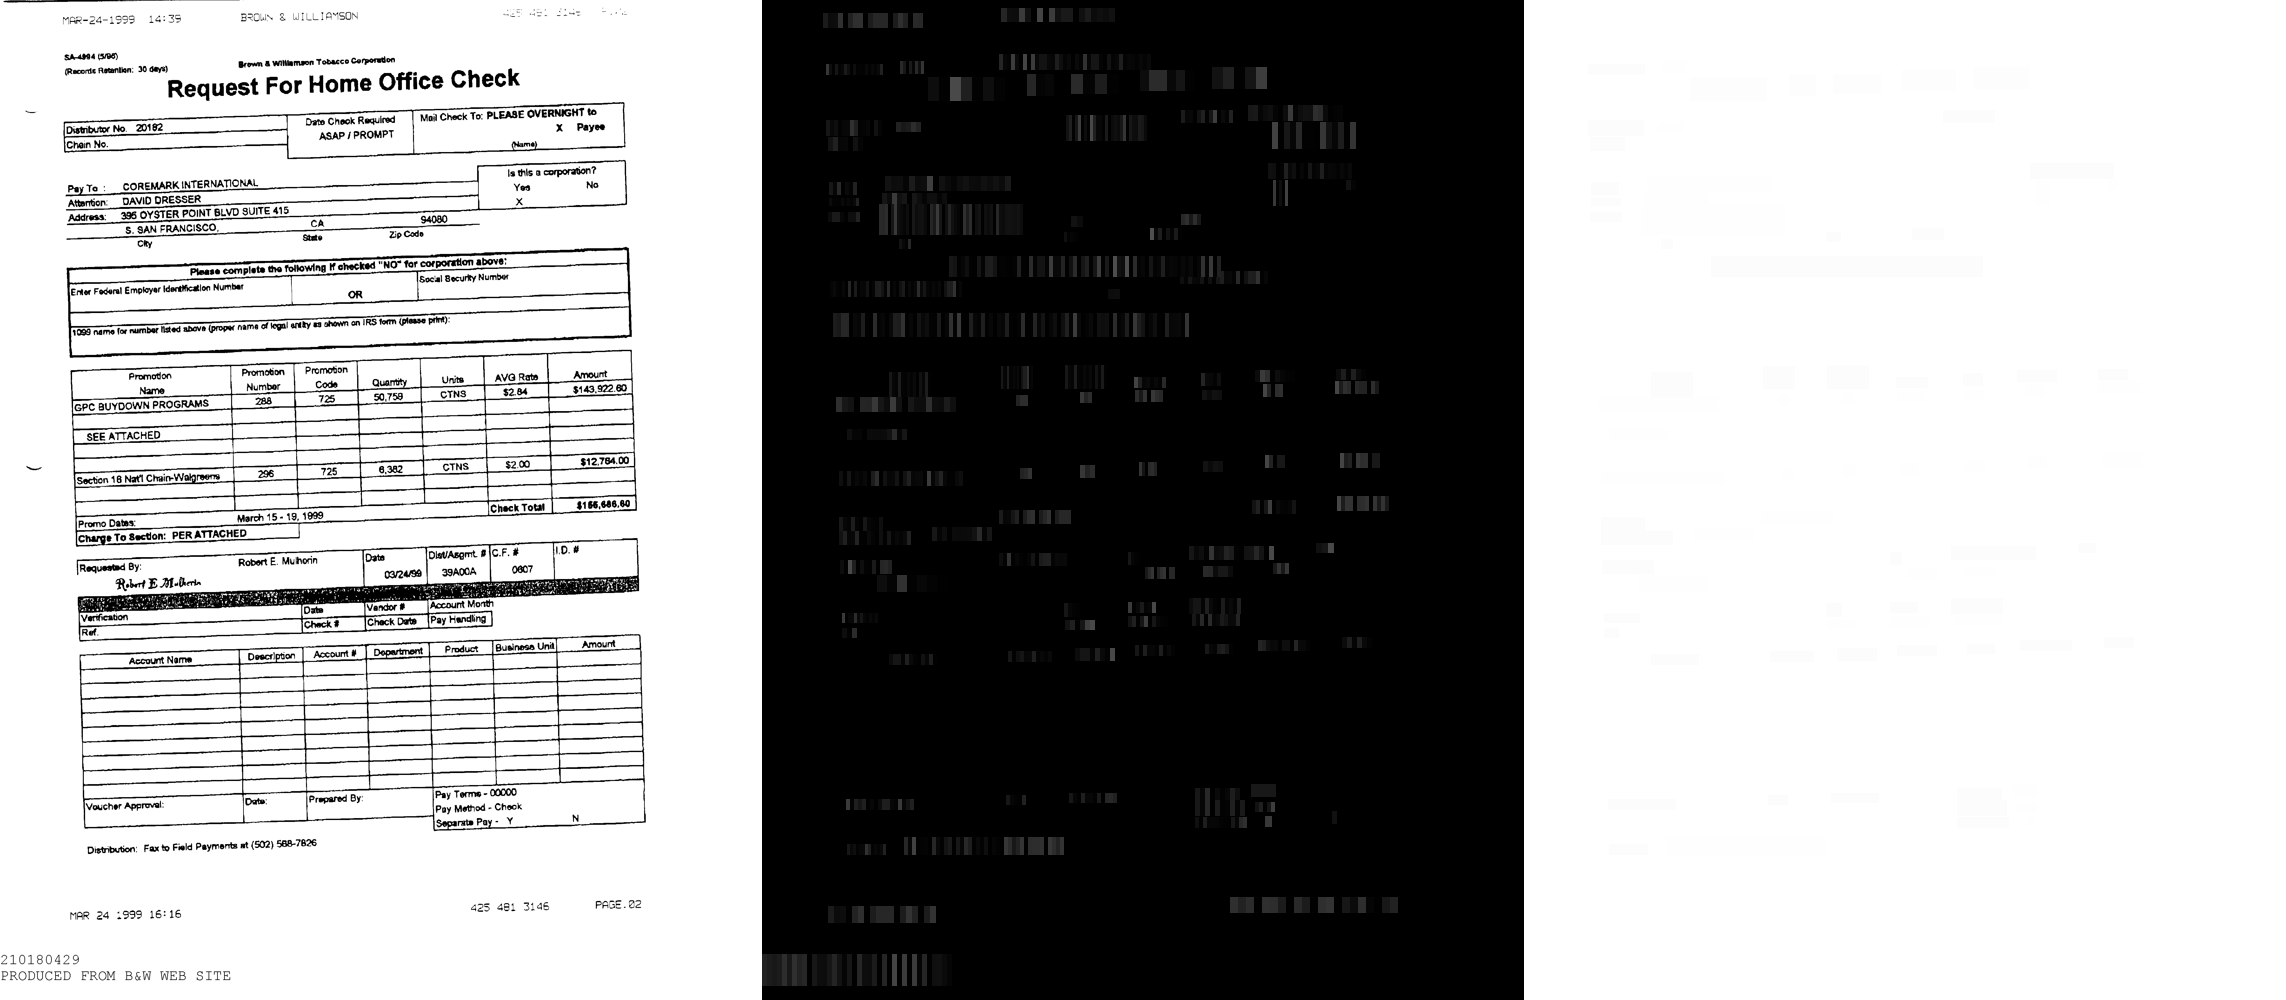 MAR-24-1999 14:39 BROWN & WILLIAMSON 425 481 3146 P.02
SA-4994 (5/96)
(Records Retention: 30 days) Brown & Williamson Tobacco Corporation
Request For Home Office Check
Distributor No. 20182 Date Check Required Mail Check To: PLEASE OVERNIGHT to
Chain No. ASAP / PROMPT X Payee
(Name)
Is this a corporation?
Pay To : COREMARK INTERNATIONAL Yes No
Attention: DAVID DRESSER X
Address: 395 OYSTER POINT BLVD SUITE 415
S. SAN FRANCISCO, CA 94080
City State Zip Code
Please complete the following if checked "NO" for corporation above:
Enter Federal Employer Identification Number OR Social Security Number
1099 name for number listed above (proper name of legal entity as shown on IRS form (please print):
Promotion Name Promotion Number Promotion Code Quantity Units AVG Rate Amount
GPC BUYDOWN PROGRAMS 288 725 50,759 CTNS $2.84 $143,922.60
SEE ATTACHED
Section 18 Nat'l Chain-Walgreens 296 725 6,382 CTNS $2.00 $12,764.00
Check Total $156,686.60
Promo Dates: March 15 - 19, 1999
Charge To Section: PER ATTACHED
Requested By: Robert E. Mulhorin Date Dist/Asgmt. # C.F. # I.D. #
Robert E Mulhorin 03/24/99 39A00A 0607
Verification Date Vendor # Account Month
Ref. Check # Check Date Pay Handling
Account Name Description Account # Department Product Business Unit Amount
Voucher Approval: Date: Prepared By: Pay Terms - 00000
Pay Method - Check
Separate Pay - Y N
Distribution: Fax to Field Payments at (502) 568-7826
MAR 24 1999 16:16 425 481 3146 PAGE.02
210180429
PRODUCED FROM B&W WEB SITE